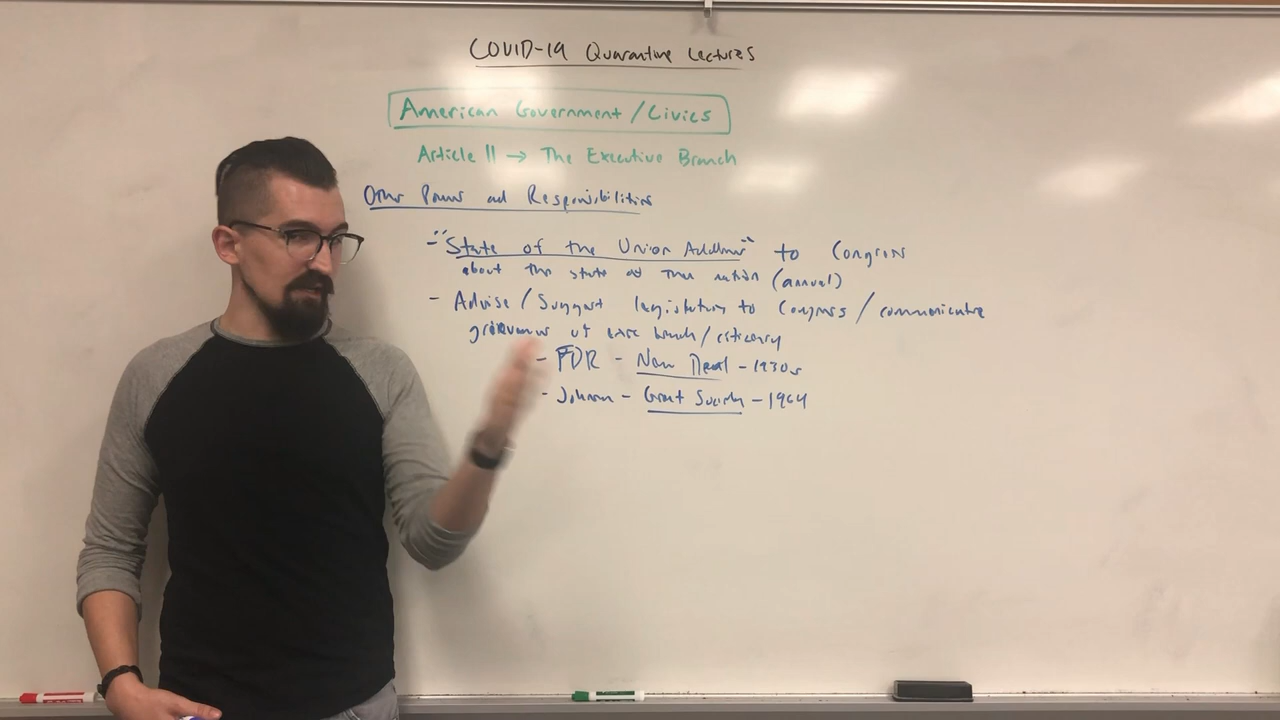 COVID-19 Quarantine Lectures
American Government/Civics
Article II → The Executive Branch
Other Powers and Responsibilities
- "State of the Union Address" to Congress
about the state of the nation (annual)
- Advise/Suggest legislation to Congress/communicate
grievances of exec branch/citizenry
- FDR - New Deal - 1930s
- Johnson - Great Society - 1964